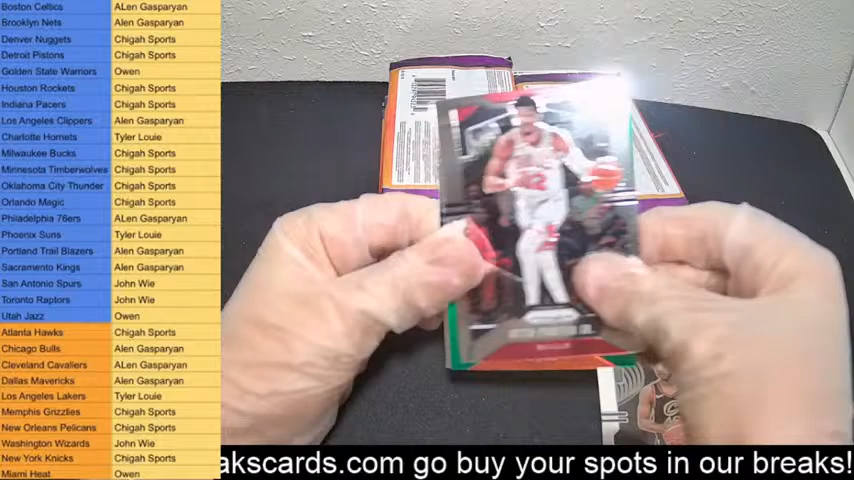 Boston Celtics ALen Gasparyan
Brooklyn Nets Alen Gasparyan
Denver Nuggets Chigah Sports
Detroit Pistons Chigah Sports
Golden State Warriors Owen
Houston Rockets Chigah Sports
Indiana Pacers Chigah Sports
Los Angeles Clippers Alen Gasparyan
Charlotte Hornets Tyler Louie
Milwaukee Bucks Chigah Sports
Minnesota Timberwolves Chigah Sports
Oklahoma City Thunder Chigah Sports
Orlando Magic Chigah Sports
Philadelphia 76ers ALen Gasparyan
Phoenix Suns Tyler Louie
Portland Trail Blazers Alen Gasparyan
Sacramento Kings Alen Gasparyan
San Antonio Spurs John Wie
Toronto Raptors John Wie
Utah Jazz Owen
Atlanta Hawks Chigah Sports
Chicago Bulls Alen Gasparyan
Cleveland Cavaliers ALen Gasparyan
Dallas Mavericks Alen Gasparyan
Los Angeles Lakers Tyler Louie
Memphis Grizzlies Chigah Sports
New Orleans Pelicans Chigah Sports
Washington Wizards John Wie
New York Knicks Chigah Sports
Miami Heat Owen
akscards.com go buy your spots in our breaks!